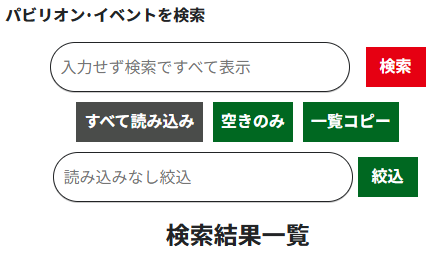 パビリオン･イベントを検索
入力せず検索ですべて表示 検索
すべて読み込み 空きのみ 一覧コピー
読み込みなし絞込 絞込
検索結果一覧